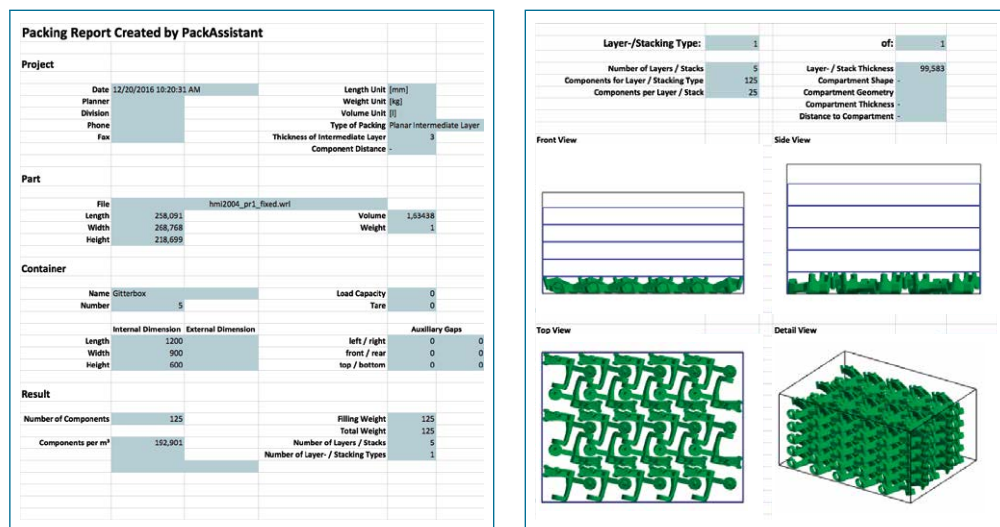 Packing Report Created by PackAssistant
Project
Date 12/20/2016 10:20:31 AM Length Unit [mm]
Planner Weight Unit [kg]
Division Volume Unit [l]
Phone Type of Packing Planar Intermediate Layer
Fax Thickness of Intermediate Layer 3
Component Distance -
Part
File hmi2004_pr1_fixed.wrl
Length 258,091 Volume 1,63438
Width 268,768 Weight 1
Height 218,699
Container
Name Gitterbox Load Capacity 0
Number 5 Tare 0
Internal Dimension External Dimension Auxiliary Gaps
Length 1200 left / right 0 0
Width 900 front / rear 0 0
Height 600 top / bottom 0 0
Result
Number of Components 125 Filling Weight 125
Total Weight 125
Components per m³ 192,901 Number of Layers / Stacks 5
Number of Layer- / Stacking Types 1
Layer-/Stacking Type: 1 of: 1
Number of Layers / Stacks 5 Layer- / Stack Thickness 99,583
Components for Layer / Stacking Type 125 Compartment Shape -
Components per Layer / Stack 25 Compartment Geometry
Compartment Thickness -
Distance to Compartment -
Front View Side View
Top View Detail View